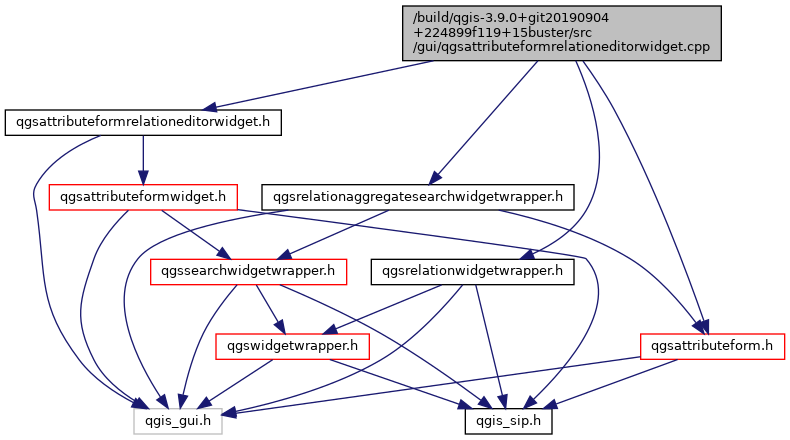 /build/qgis-3.9.0+git20190904
+224899f119+15buster/src
/gui/qgsattributeformrelationeditorwidget.cpp
qgsattributeformrelationeditorwidget.h
qgsattributeformwidget.h
qgsrelationaggregatesearchwidgetwrapper.h
qgssearchwidgetwrapper.h
qgsrelationwidgetwrapper.h
qgswidgetwrapper.h
qgsattributeform.h
qgis_gui.h
qgis_sip.h